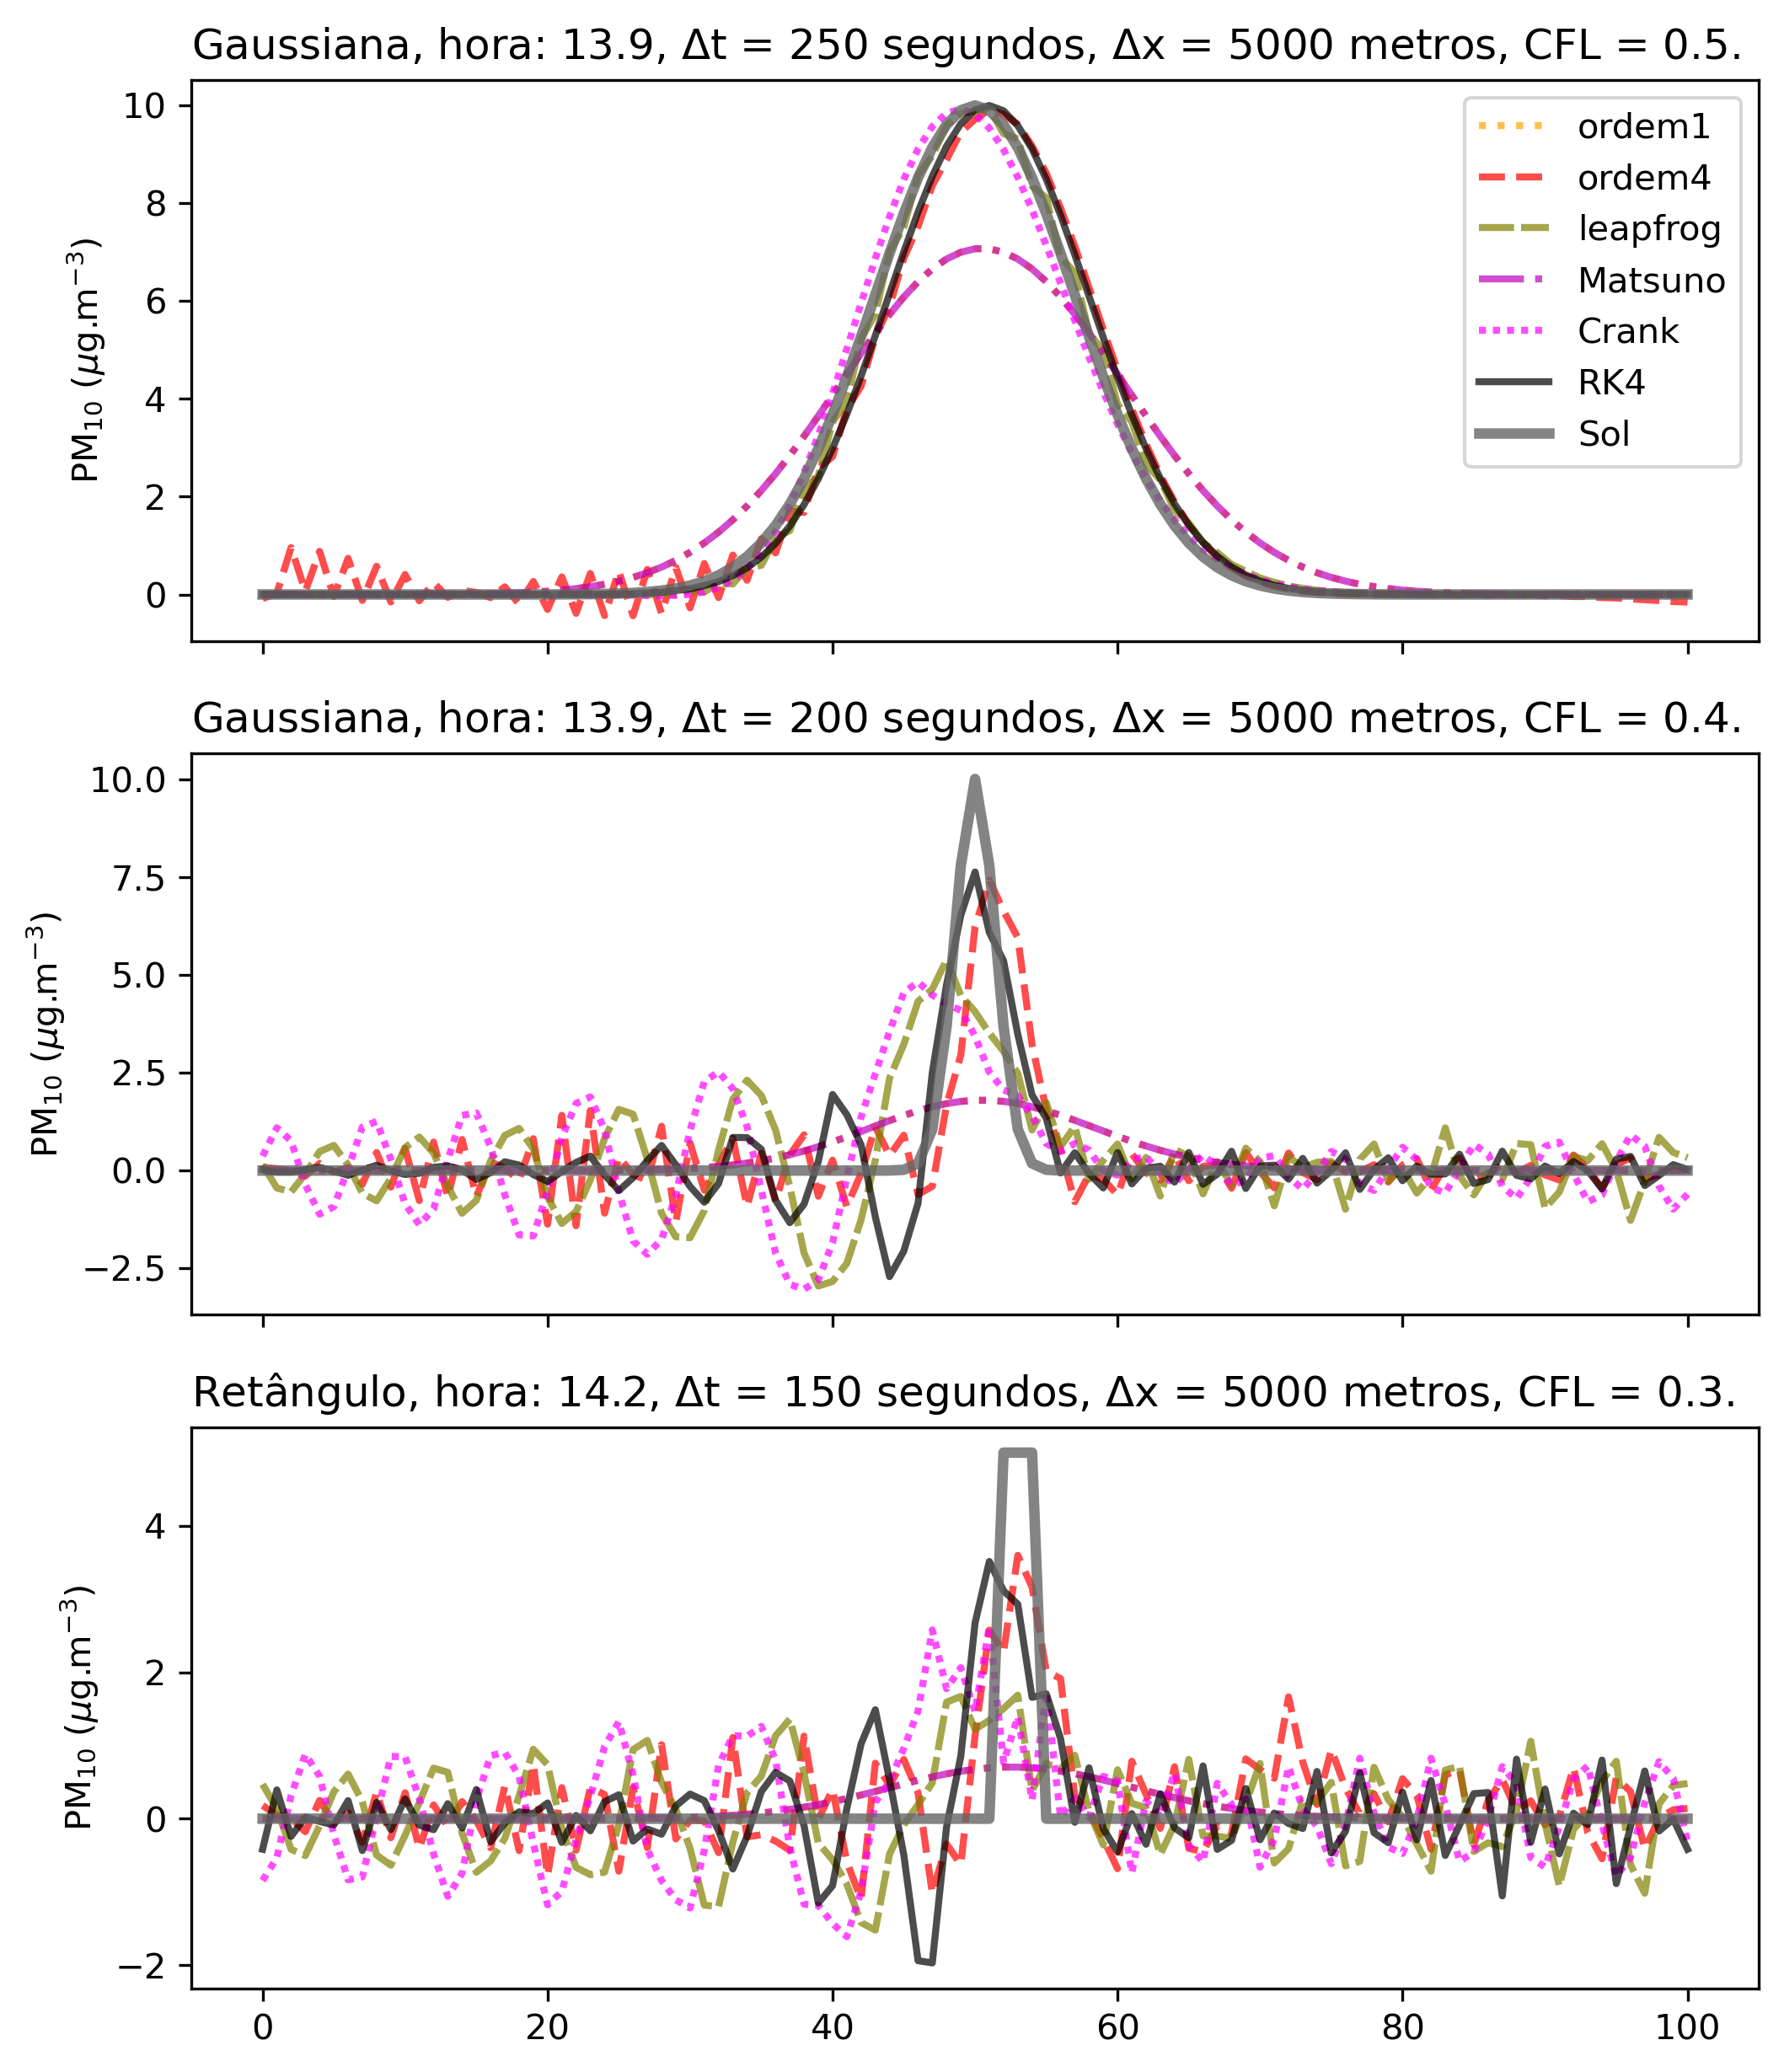 Gaussiana, hora: 13.9, Δt = 250 segundos, Δx = 5000 metros, CFL = 0.5.
PM₁₀ (μg.m⁻³)
10
8
6
4
2
0
ordem1
ordem4
leapfrog
Matsuno
Crank
RK4
Sol
Gaussiana, hora: 13.9, Δt = 200 segundos, Δx = 5000 metros, CFL = 0.4.
PM₁₀ (μg.m⁻³)
10.0
7.5
5.0
2.5
0.0
−2.5
Retângulo, hora: 14.2, Δt = 150 segundos, Δx = 5000 metros, CFL = 0.3.
PM₁₀ (μg.m⁻³)
4
2
0
−2
0 20 40 60 80 100